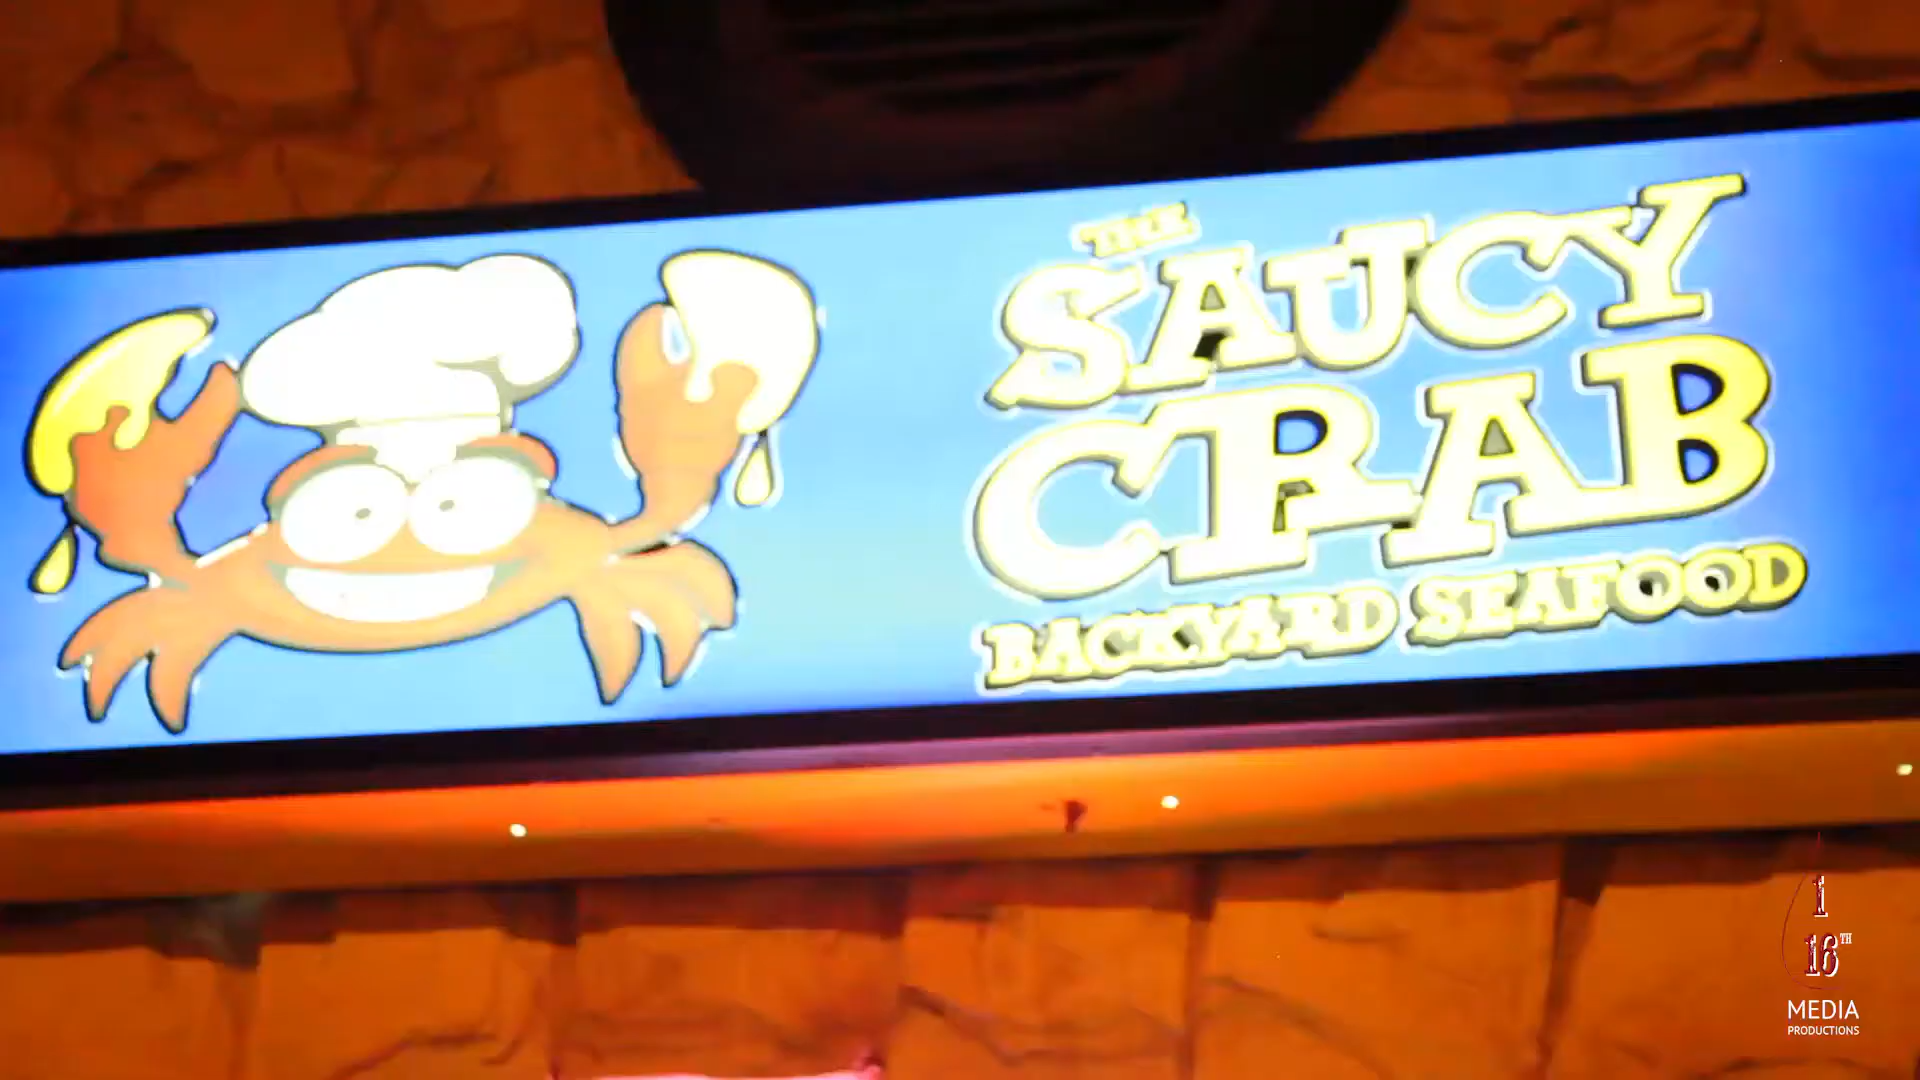 THE
SAUCY
CRAB
BACKYARD SEAFOOD
1
16TH
MEDIA
PRODUCTIONS